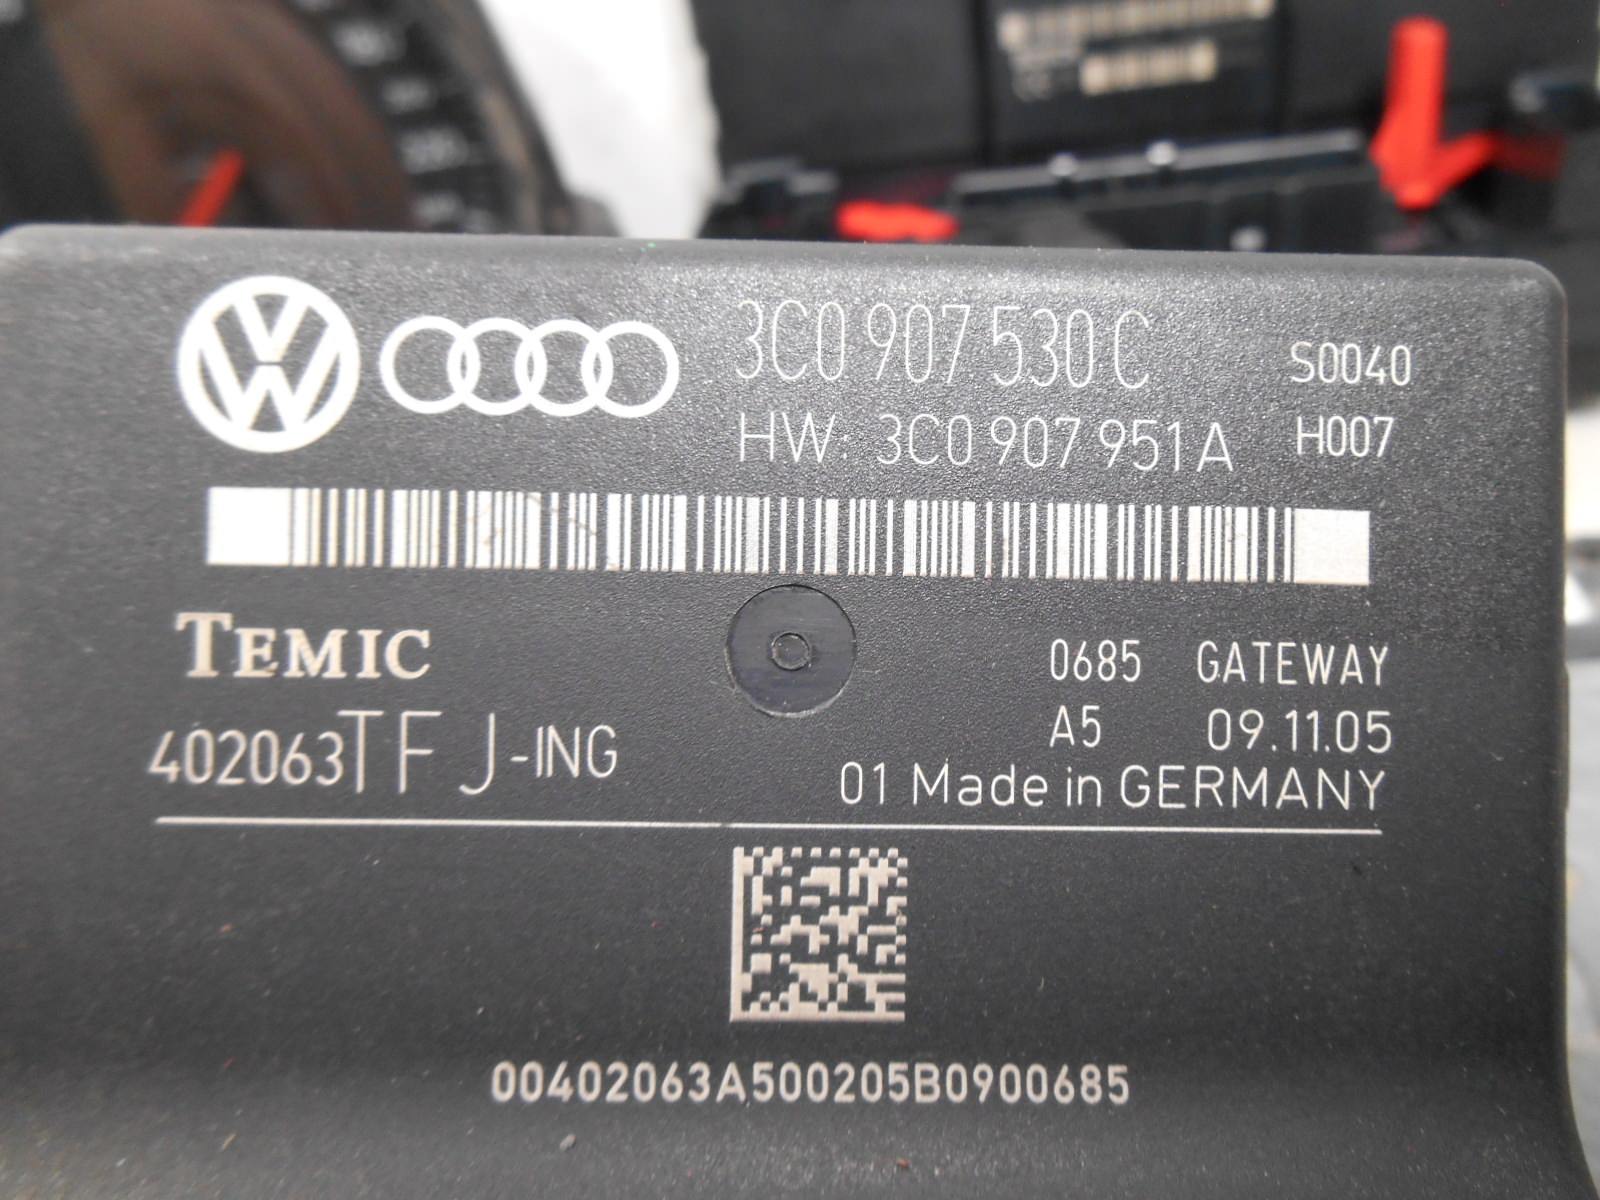 3C0 907 530 C S0040
HW: 3C0 907 951 A H007
TEMIC
0685 GATEWAY
402063TF J-ING
A5 09.11.05
01 Made in GERMANY
00402063A500205B0900685